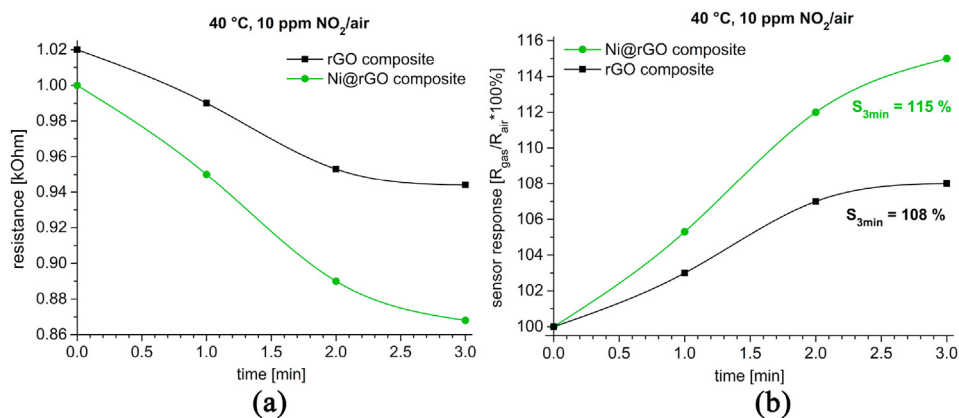 40 °C, 10 ppm NO2/air
rGO composite
Ni@rGO composite
resistance [kOhm]
1.02
1.00
0.98
0.96
0.94
0.92
0.90
0.88
0.86
0.0 0.5 1.0 1.5 2.0 2.5 3.0
time [min]
(a)
40 °C, 10 ppm NO2/air
Ni@rGO composite
rGO composite
S3min = 115 %
S3min = 108 %
sensor response [Rgas/Rair*100%]
116
114
112
110
108
106
104
102
100
0.0 0.5 1.0 1.5 2.0 2.5 3.0
time [min]
(b)